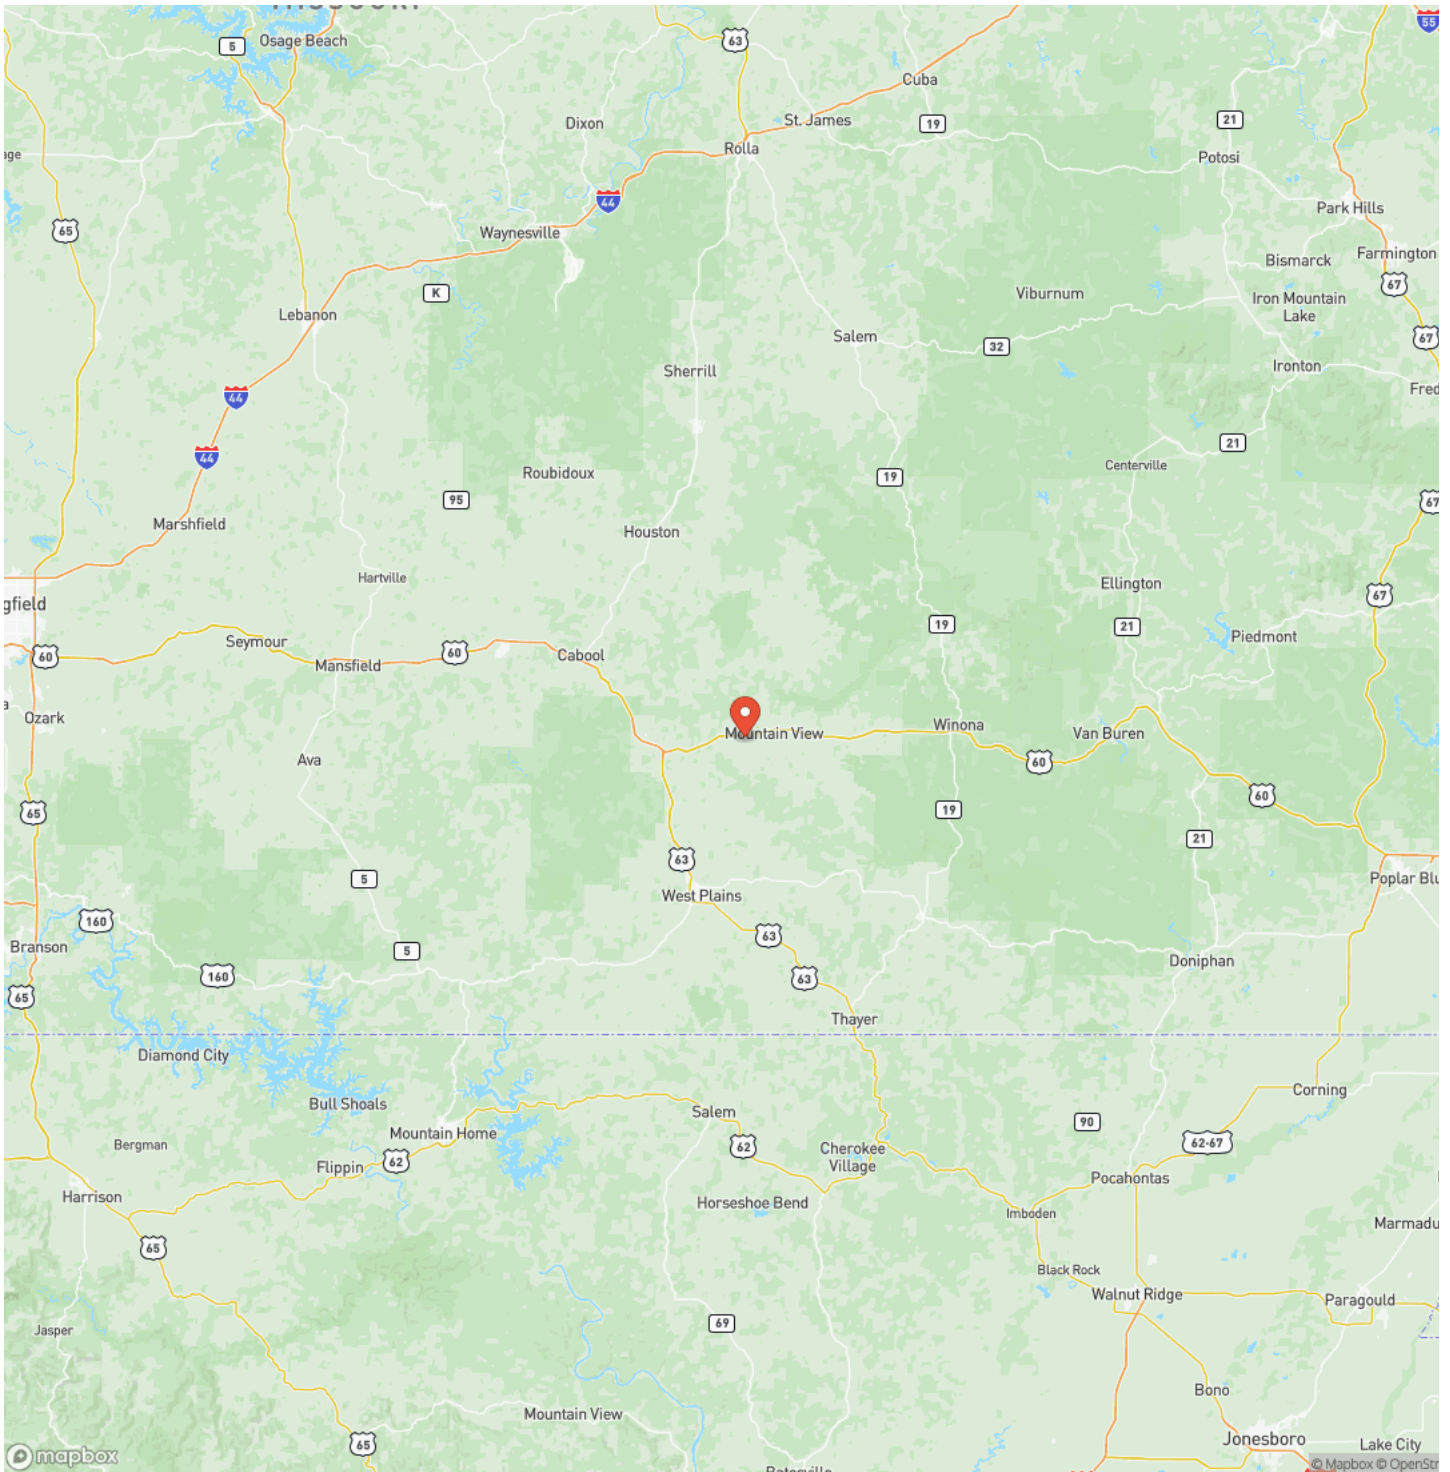 MISSOURI
5
Osage Beach
63
55
Cuba
Dixon
St. James
19
21
Rolla
Potosi
44
65
Waynesville
Park Hills
Bismarck
Farmington
67
K
Viburnum
Iron Mountain
Lake
Lebanon
Salem
32
67
Sherrill
Ironton
44
21
44
Roubidoux
Centerville
19
95
67
Marshfield
Houston
Hartville
Ellington
67
gfield
19
21
Piedmont
Seymour
60
60
Cabool
Mansfield
Ozark
Mountain View
Winona
Van Buren
Ava
60
60
65
19
21
63
5
West Plains
Poplar Blu
160
63
Branson
5
Doniphan
160
63
65
Thayer
Diamond City
Corning
Bull Shoals
Salem
90
Mountain Home
Bergman
62
Cherokee
Village
62-67
Flippin
62
Pocahontas
Harrison
Horseshoe Bend
Imboden
Marmadu
65
Black Rock
Walnut Ridge
Paragould
Jasper
69
Bono
Mountain View
Jonesboro
65
Lake City
mapbox
© Mapbox © OpenStr